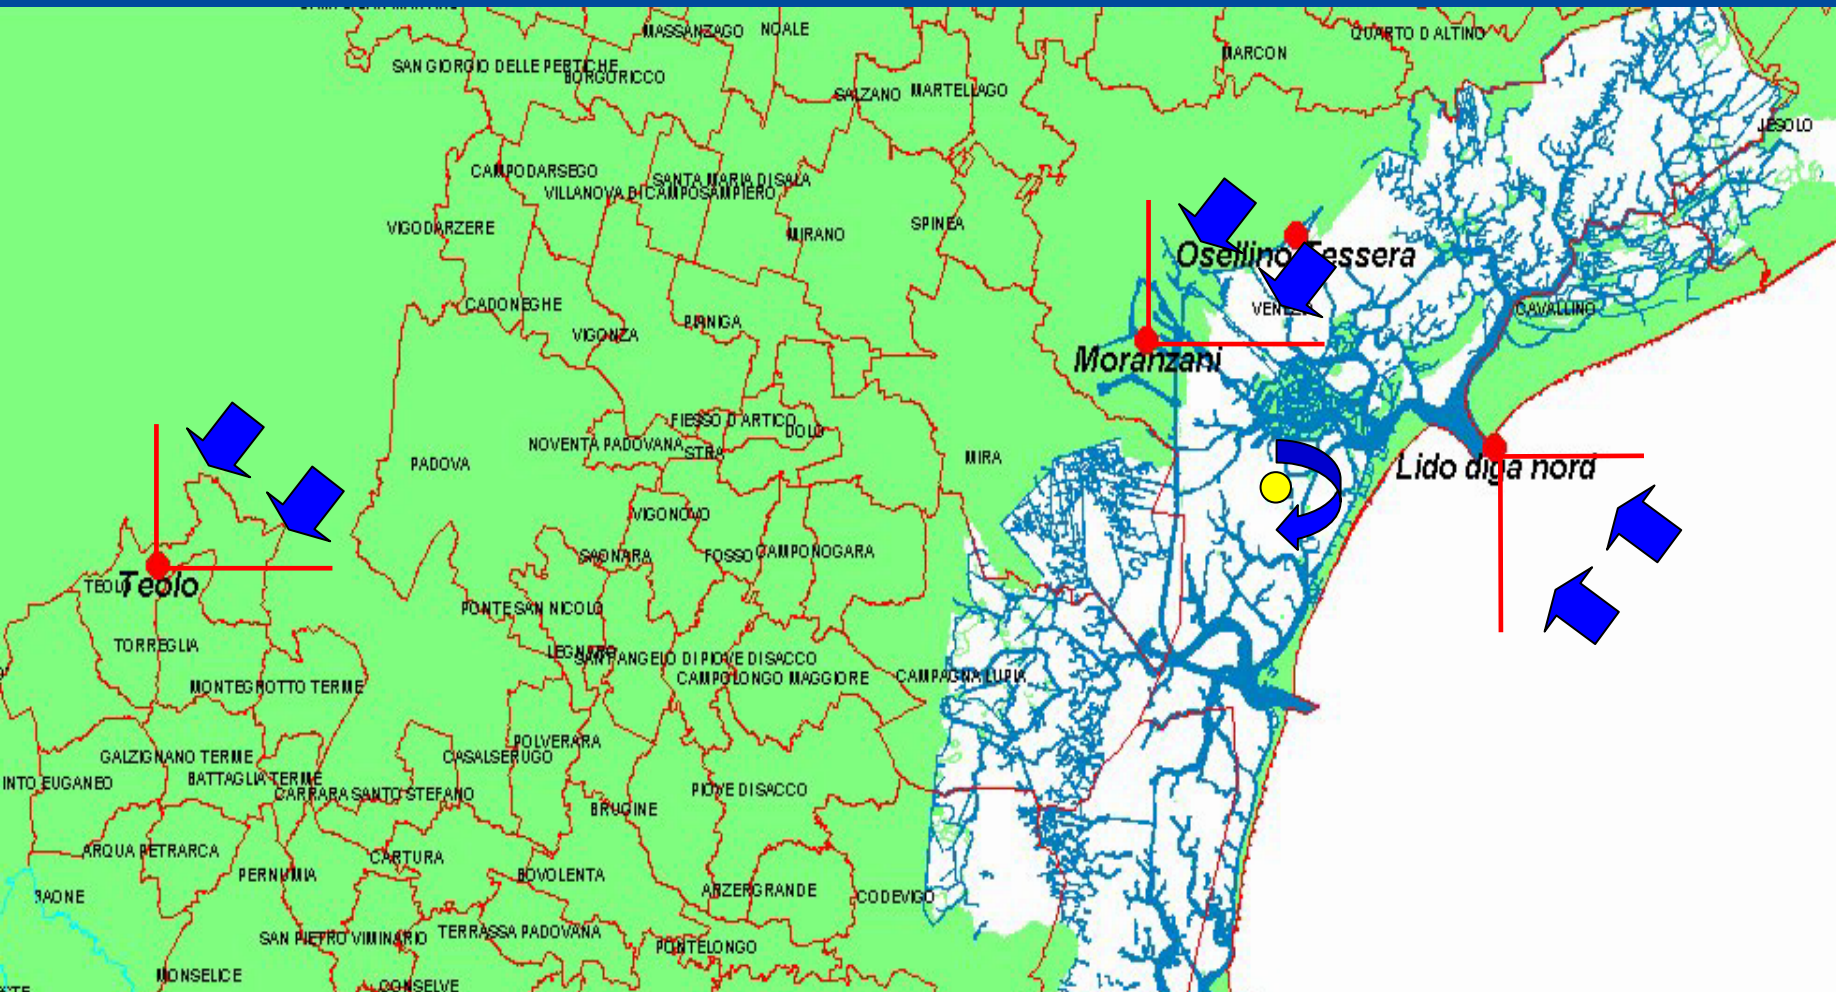 MASSANZAGO
NOALE
QUARTO D ALTINO
MARCON
SAN GIORGIO DELLE PERTICHE
BORGORICCO
SALZANO
MARTELLAGO
JESOLO
CAMPODARSEGO
SANTA MARIA DI SALA
VILLANOVA DI CAMPOSAMPIERO
VIGODARZERE
MIRANO
SPINEA
Osellino Tessera
CADONEGHE
VIGONZA
PIANIGA
VENEZIA
CAVALLINO
Moranzani
FIESSO D'ARTICO
DOLO
NOVENTA PADOVANA
STRA
PADOVA
MIRA
Lido diga nord
VIGONOVO
SAONARA
FOSSO
CAMPONOGARA
TEOLO
Teolo
PONTE SAN NICOLO
TORREGLIA
LEGNARO
SANT'ANGELO DI PIOVE DI SACCO
CAMPOLONGO MAGGIORE
CAMPAGNA LUPIA
MONTEGROTTO TERME
POLVERARA
GALZIGNANO TERME
CASALSERUGO
BATTAGLIA TERME
INTO EUGANEO
CARRARA SANTO STEFANO
PIOVE DI SACCO
BRUGINE
ARQUA PETRARCA
CARTURA
PERNUMIA
BOVOLENTA
ARZERGRANDE
CODEVIGO
BAONE
SAN PIETRO VIMINARIO
TERRASSA PADOVANA
PONTELONGO
MONSELICE
CONSELVE